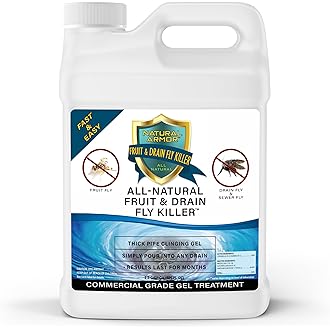 FAST
& EASY
NATURAL
ARMOR
FRUIT & DRAIN FLY KILLER
ALL
NATURAL
FRUIT FLY
DRAIN FLY
& SEWER FLY
ALL-NATURAL
FRUIT & DRAIN
FLY KILLER™
THICK PIPE CLINGING GEL
SIMPLY POUR INTO ANY DRAIN
RESULTS LAST FOR MONTHS
COMMERCIAL GRADE GEL TREATMENT